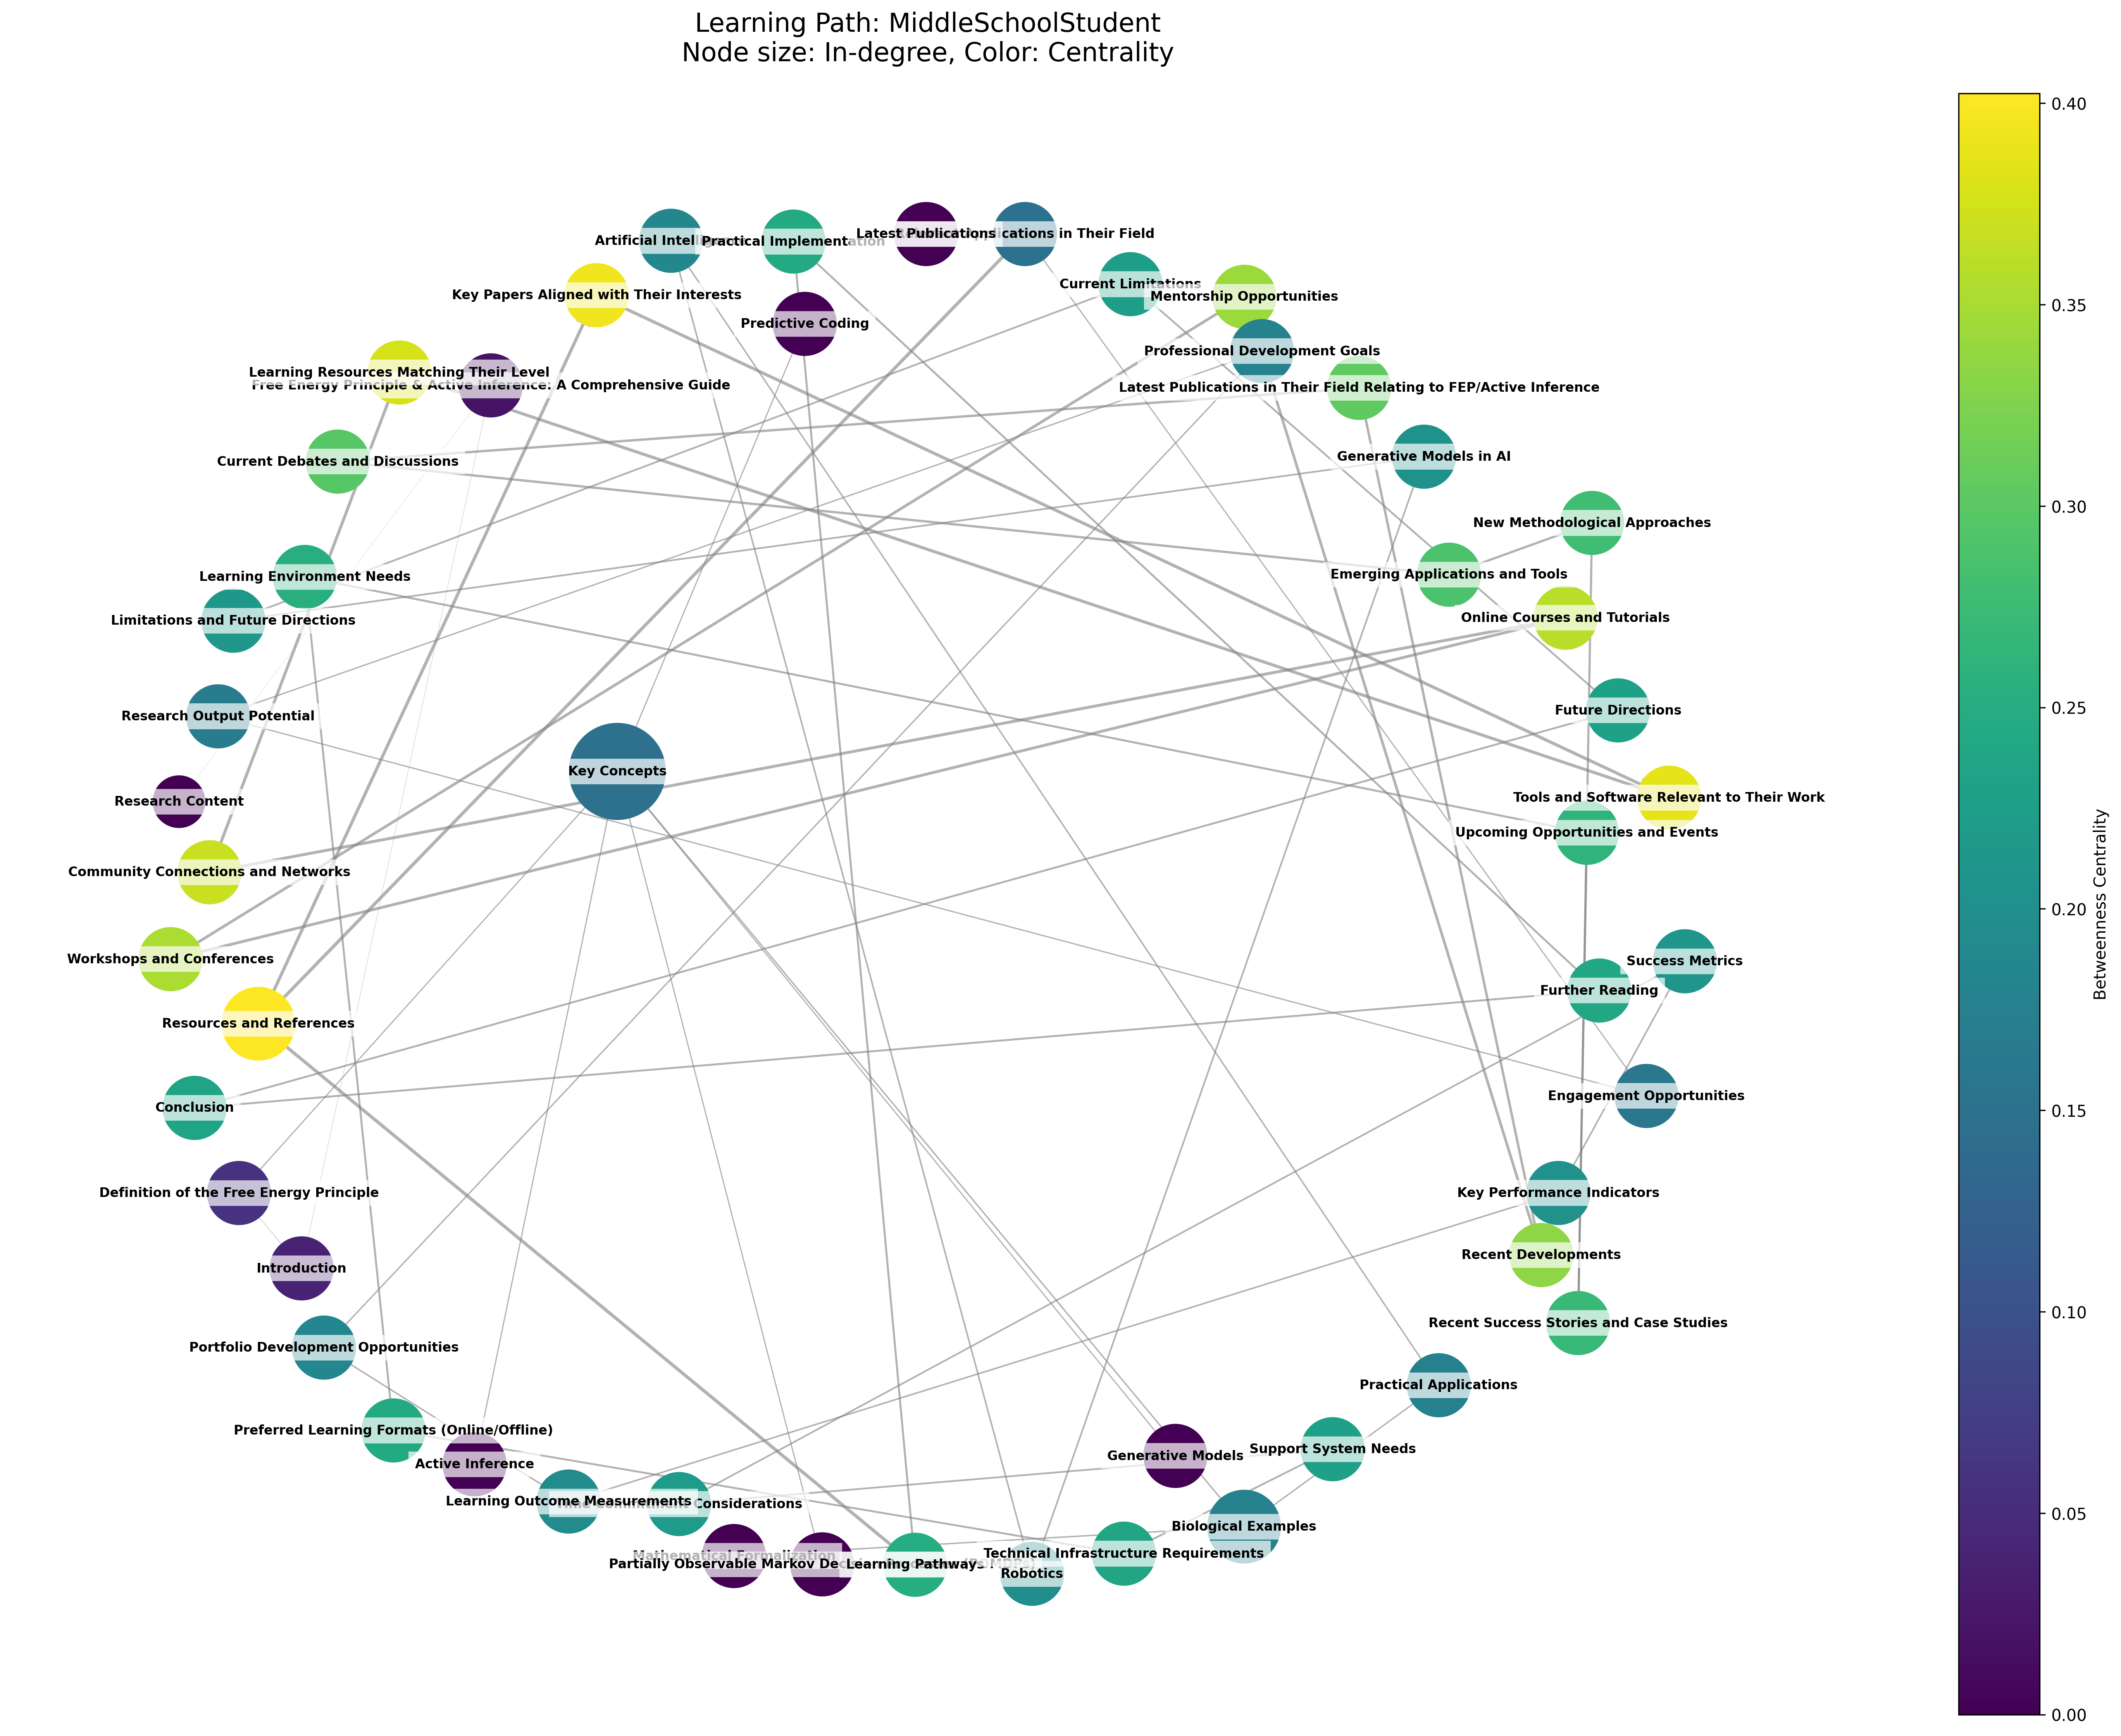 Learning Path: MiddleSchoolStudent
Node size: In-degree, Color: Centrality
Latest Publications
in Their Field
Artificial Intel
Practical Implementation
Current Limitations
Key Papers Aligned with Their Interests
Mentorship Opportunities
Predictive Coding
Professional Development Goals
Learning Resources Matching Their Level
Free Energy Principle & Active Inference: A Comprehensive Guide
Latest Publications in Their Field Relating to FEP/Active Inference
Generative Models in AI
Current Debates and Discussions
New Methodological Approaches
Emerging Applications and Tools
Learning Environment Needs
Online Courses and Tutorials
Limitations and Future Directions
Future Directions
Research Output Potential
Key Concepts
Tools and Software Relevant to Their Work
Research Content
Upcoming Opportunities and Events
Community Connections and Networks
Workshops and Conferences
Success Metrics
Further Reading
Resources and References
Engagement Opportunities
Conclusion
Definition of the Free Energy Principle
Key Performance Indicators
Recent Developments
Introduction
Recent Success Stories and Case Studies
Portfolio Development Opportunities
Practical Applications
Preferred Learning Formats (Online/Offline)
Support System Needs
Generative Models
Active Inference
Learning Outcome Measurements
Considerations
Biological Examples
Technical Infrastructure Requirements
Mathematical Formalization
Partially Observable Markov Dec
Learning Pathways
Robotics
0.40
0.35
0.30
0.25
0.20
0.15
0.10
0.05
0.00
Betweenness Centrality